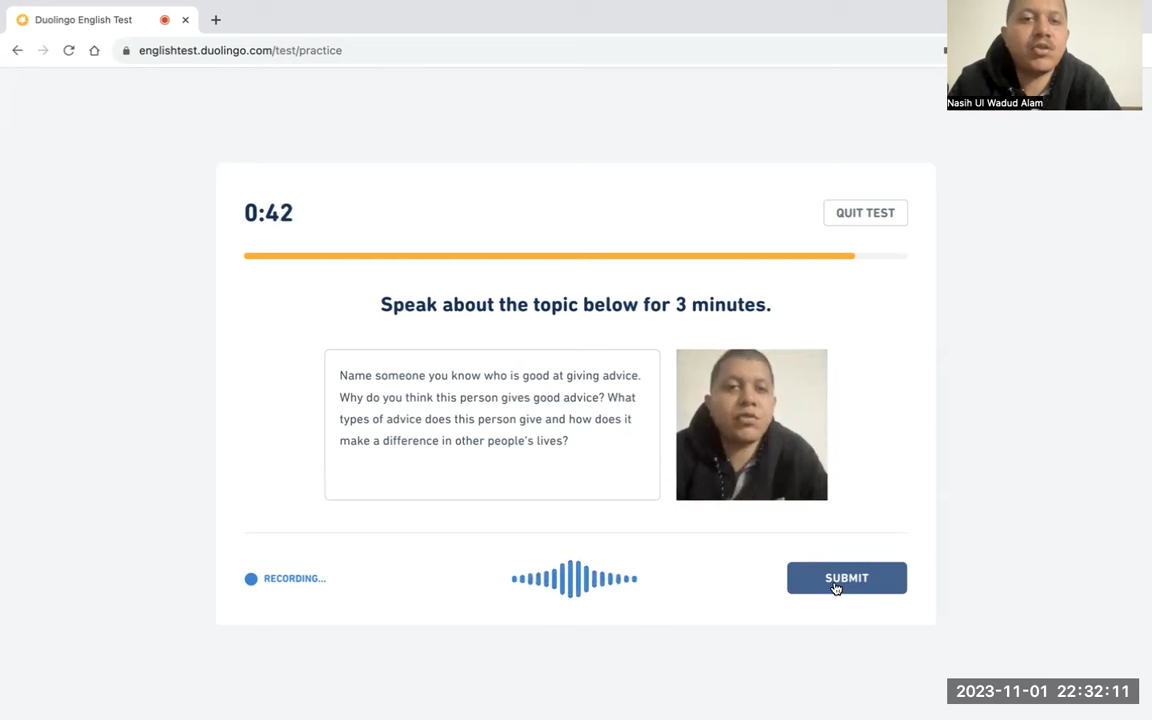 Duolingo English Test
englishtest.duolingo.com/test/practice
Nasih Ul Wadud Alam
0:42
QUIT TEST
Speak about the topic below for 3 minutes.
Name someone you know who is good at giving advice.
Why do you think this person gives good advice? What
types of advice does this person give and how does it
make a difference in other people's lives?
RECORDING...
SUBMIT
2023-11-01 22:32:11